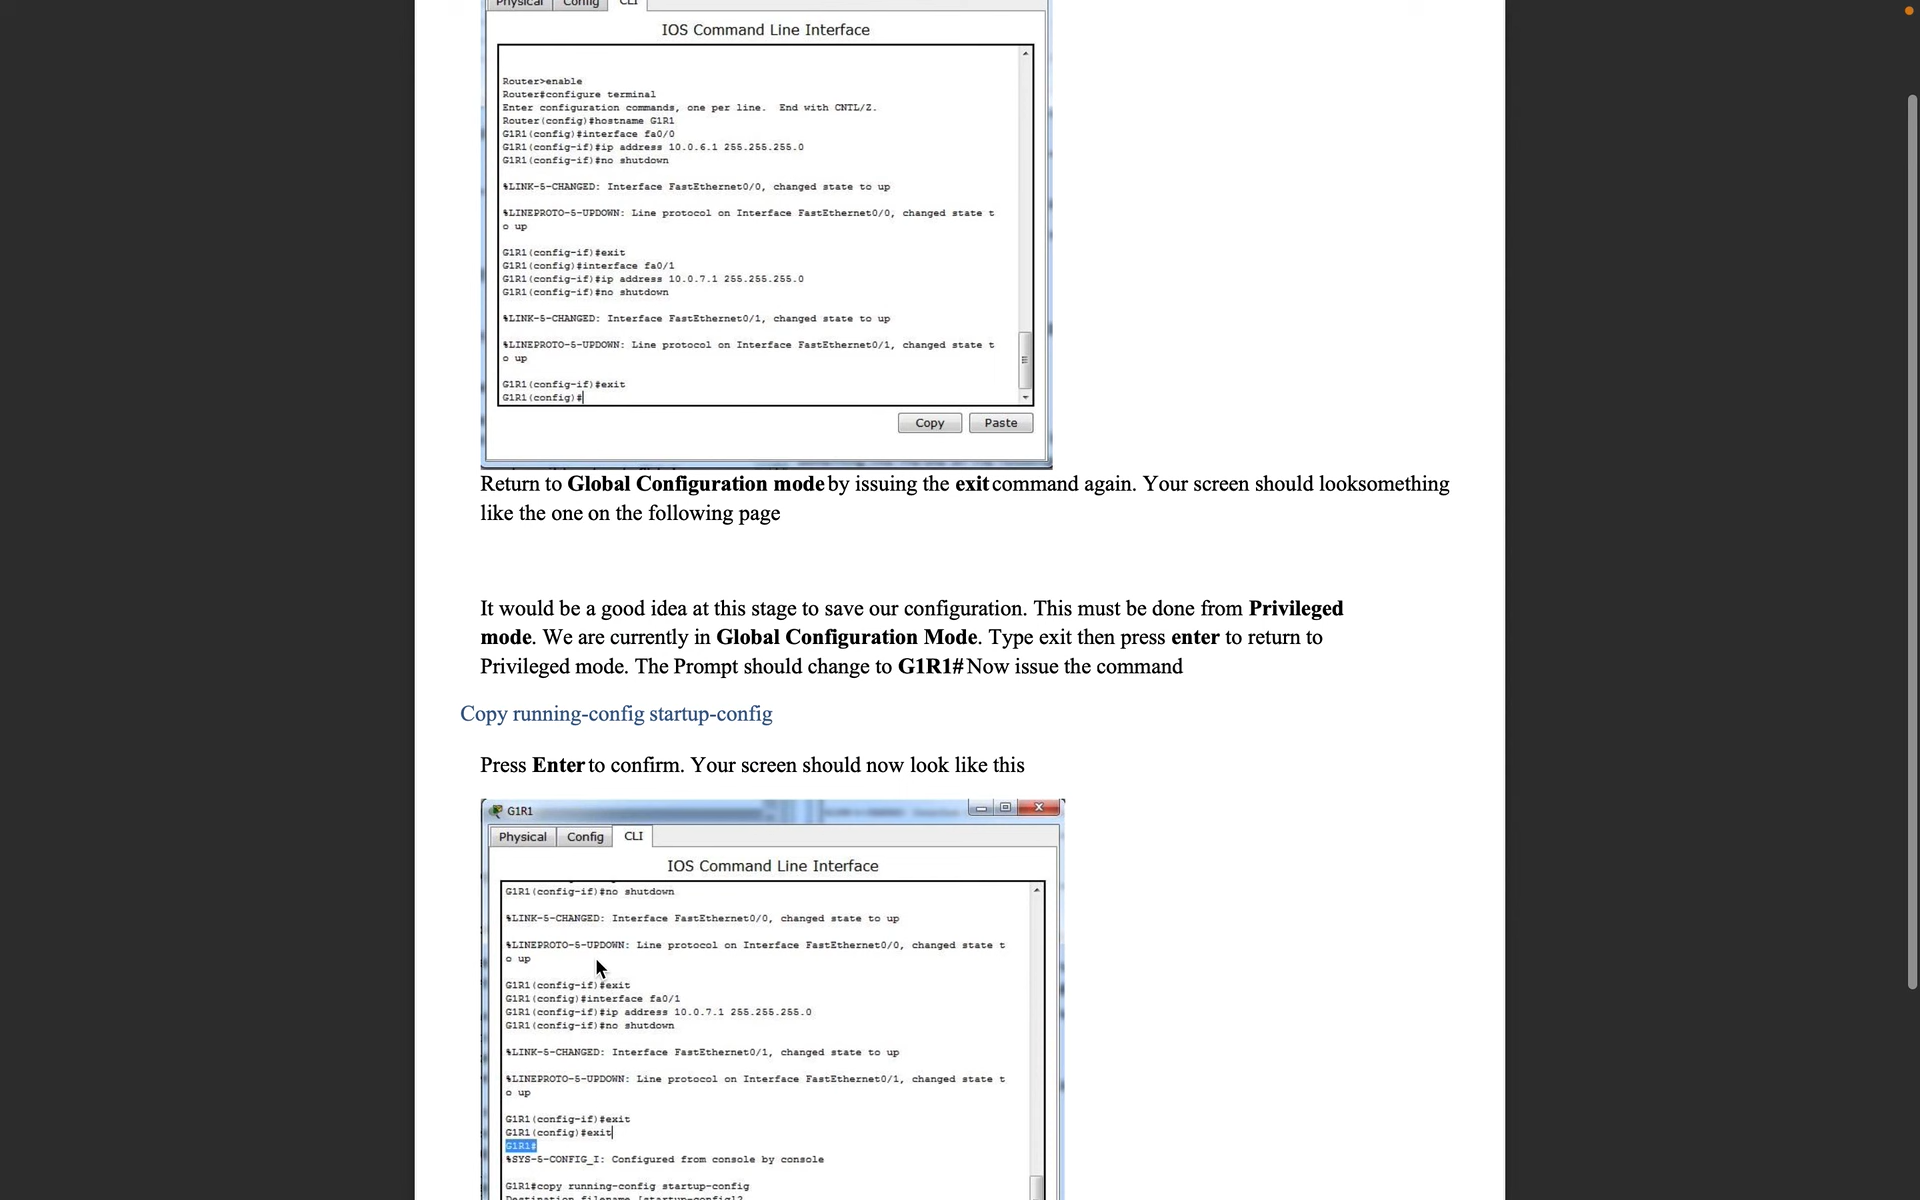 Physical Config CLI
IOS Command Line Interface
Router>enable
Router#configure terminal
Enter configuration commands, one per line.  End with CNTL/Z.
Router(config)#hostname G1R1
G1R1(config)#interface fa0/0
G1R1(config-if)#ip address 10.0.6.1 255.255.255.0
G1R1(config-if)#no shutdown
%LINK-5-CHANGED: Interface FastEthernet0/0, changed state to up
%LINEPROTO-5-UPDOWN: Line protocol on Interface FastEthernet0/0, changed state t
o up
G1R1(config-if)#exit
G1R1(config)#interface fa0/1
G1R1(config-if)#ip address 10.0.7.1 255.255.255.0
G1R1(config-if)#no shutdown
%LINK-5-CHANGED: Interface FastEthernet0/1, changed state to up
%LINEPROTO-5-UPDOWN: Line protocol on Interface FastEthernet0/1, changed state t
o up
G1R1(config-if)#exit
G1R1(config)#
Copy Paste
Return to Global Configuration mode by issuing the exit command again. Your screen should looksomething
like the one on the following page
It would be a good idea at this stage to save our configuration. This must be done from Privileged
mode. We are currently in Global Configuration Mode. Type exit then press enter to return to
Privileged mode. The Prompt should change to G1R1# Now issue the command
Copy running-config startup-config
Press Enter to confirm. Your screen should now look like this
G1R1
Physical Config CLI
IOS Command Line Interface
G1R1(config-if)#no shutdown
%LINK-5-CHANGED: Interface FastEthernet0/0, changed state to up
%LINEPROTO-5-UPDOWN: Line protocol on Interface FastEthernet0/0, changed state t
o up
G1R1(config-if)#exit
G1R1(config)#interface fa0/1
G1R1(config-if)#ip address 10.0.7.1 255.255.255.0
G1R1(config-if)#no shutdown
%LINK-5-CHANGED: Interface FastEthernet0/1, changed state to up
%LINEPROTO-5-UPDOWN: Line protocol on Interface FastEthernet0/1, changed state t
o up
G1R1(config-if)#exit
G1R1(config)#exit
G1R1#
%SYS-5-CONFIG_I: Configured from console by console
G1R1#copy running-config startup-config
Destination filename [startup-config]?